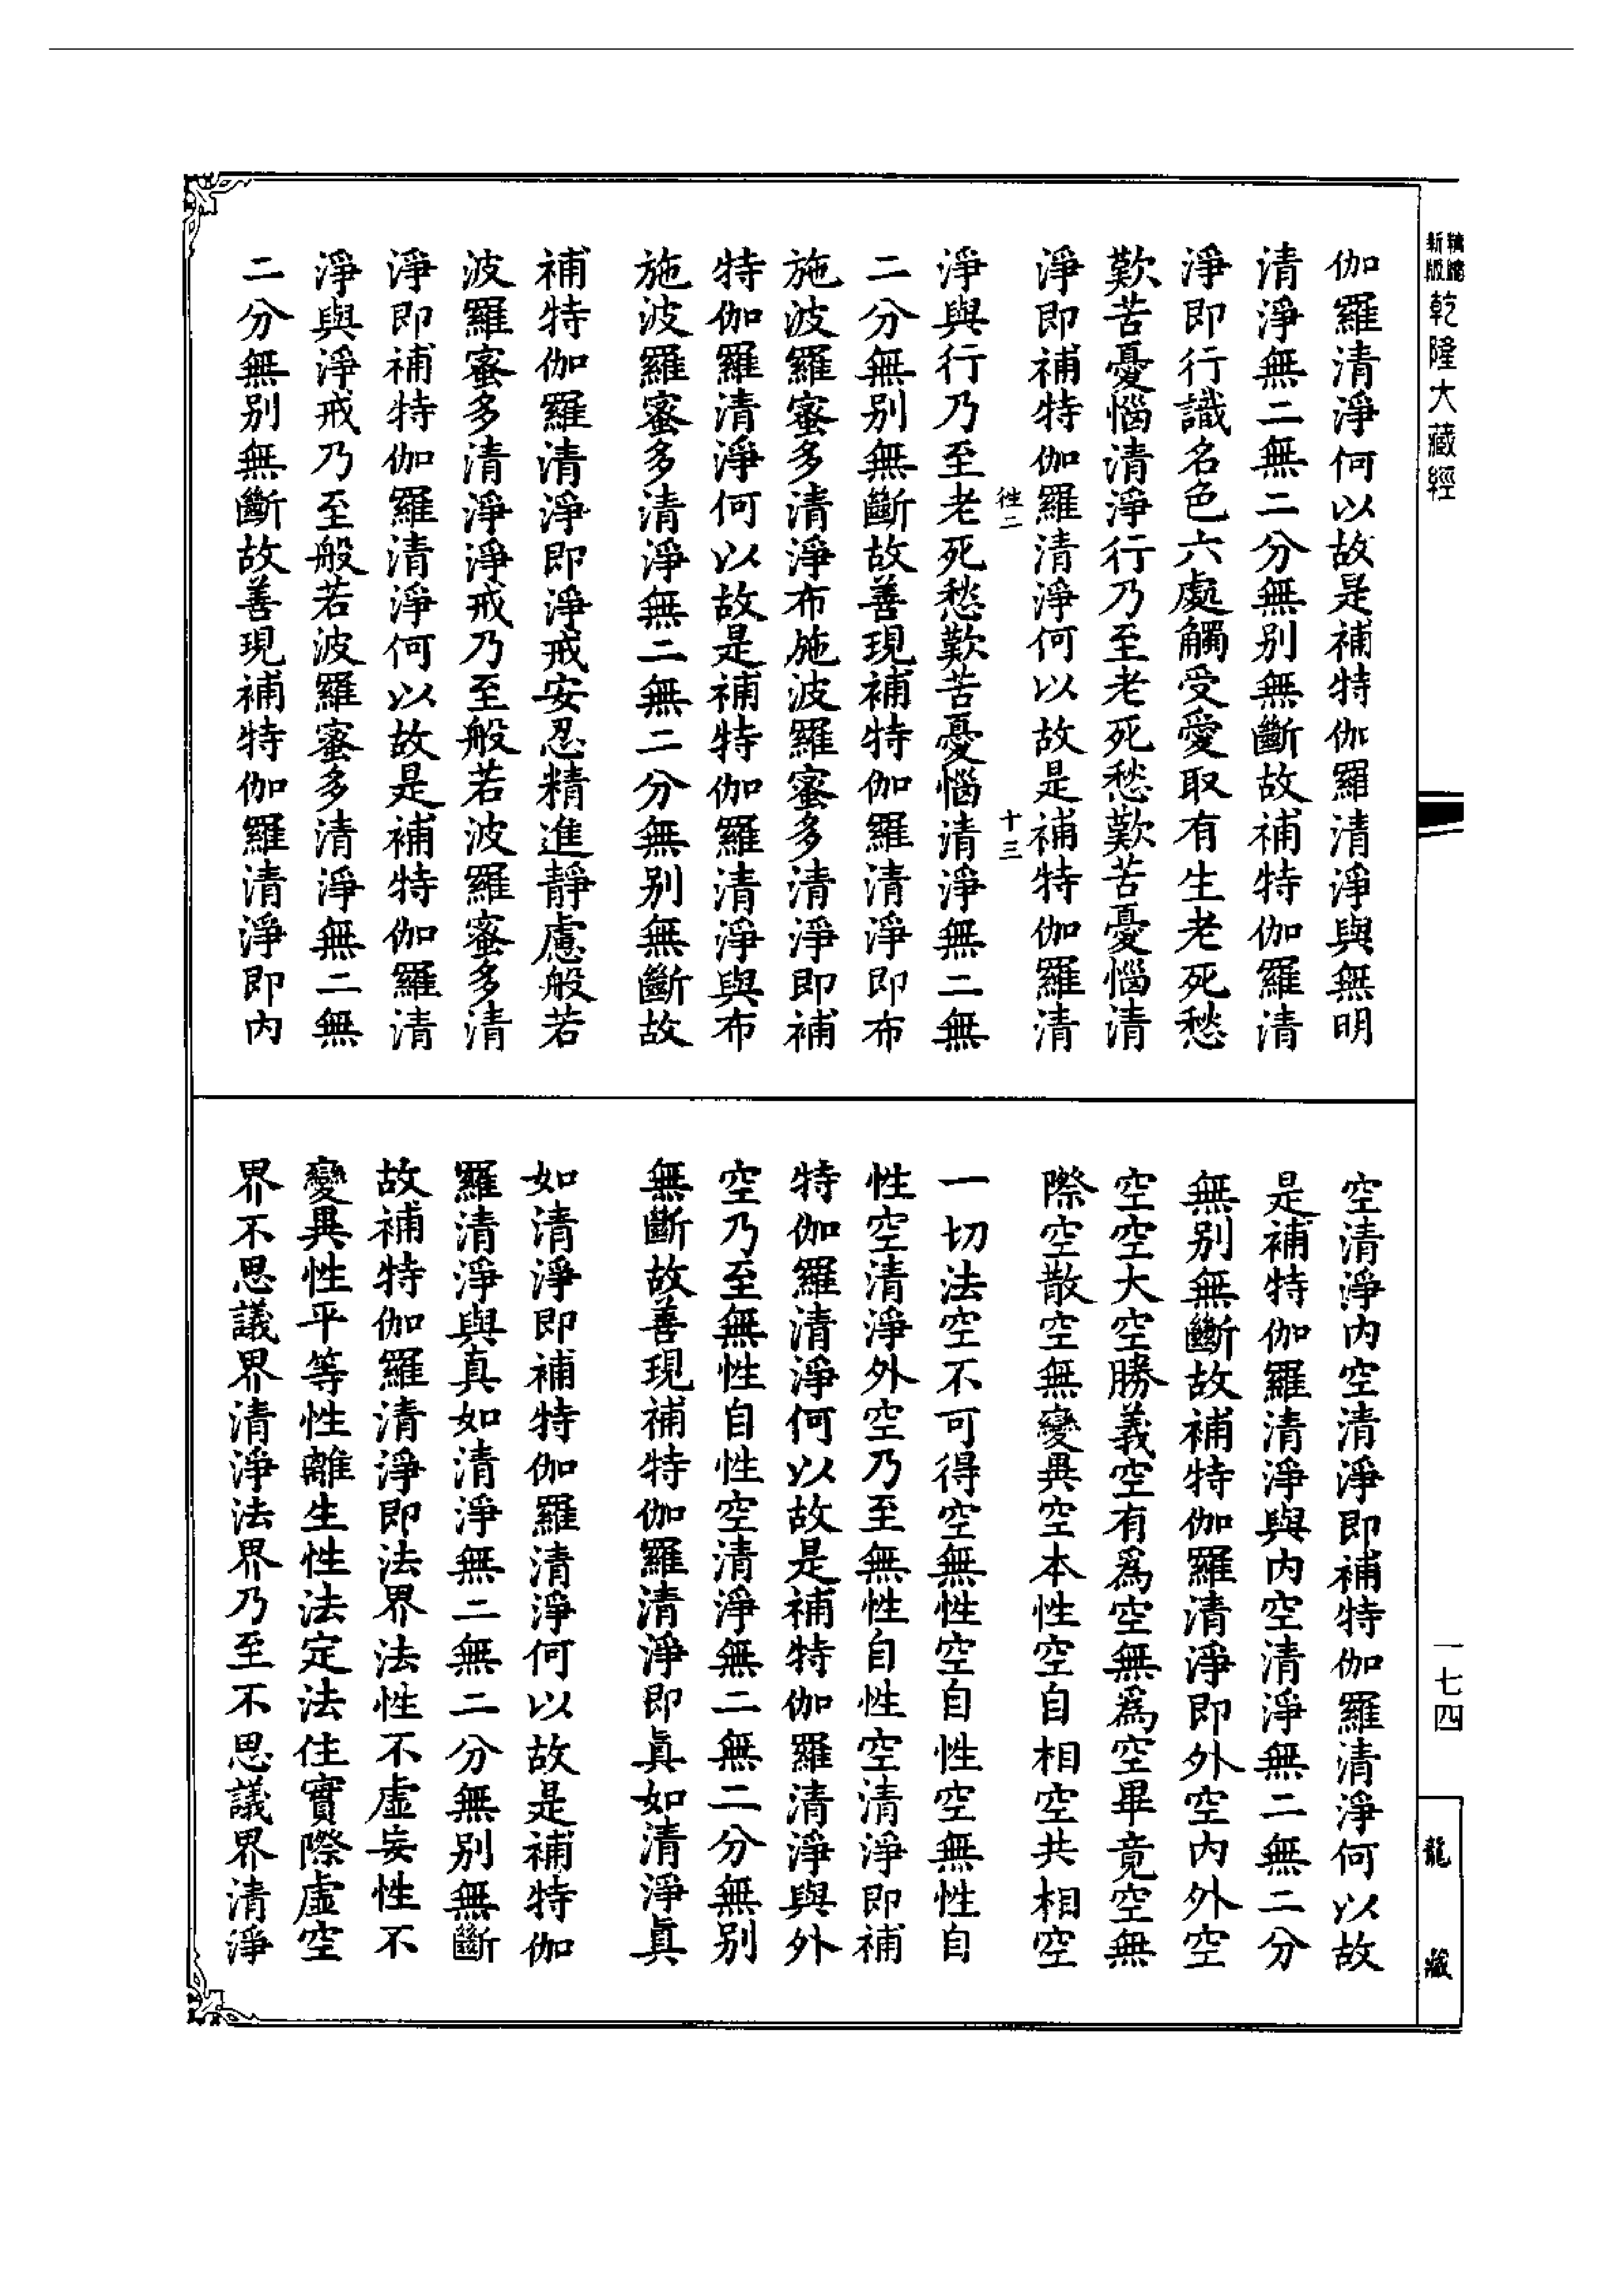 精縮
新版
乾隆大藏經
一七四
龍藏
伽羅清淨何以故是補特伽羅清淨與無明
清淨無二無二分無別無斷故補特伽羅清
淨即行識名色六處觸受愛取有生老死愁
歎苦憂惱清淨行乃至老死愁歎苦憂惱清
淨即補特伽羅清淨何以故是補特伽羅清
十三
淨與行乃至老死愁歎苦憂惱清淨無二無
二分無別無斷故善現補特伽羅清淨即布
施波羅蜜多清淨布施波羅蜜多清淨即補
特伽羅清淨何以故是補特伽羅清淨與布
施波羅蜜多清淨無二無二分無別無斷故
補特伽羅清淨即淨戒安忍精進靜慮般若
波羅蜜多清淨淨戒乃至般若波羅蜜多清
淨即補特伽羅清淨何以故是補特伽羅清
淨與淨戒乃至般若波羅蜜多清淨無二無
二分無別無斷故善現補特伽羅清淨即內
空清淨內空清淨即補特伽羅清淨何以故
是補特伽羅清淨與內空清淨無二無二分
無別無斷故補特伽羅清淨即外空內外空
空空大空勝義空有為空無為空畢竟空無
際空散空無變異空本性空自相空共相空
一切法空不可得空無性空自性空無性自
性空清淨外空乃至無性自性空清淨即補
特伽羅清淨何以故是補特伽羅清淨與外
空乃至無性自性空清淨無二無二分無別
無斷故善現補特伽羅清淨即真如清淨真
如清淨即補特伽羅清淨何以故是補特伽
羅清淨與真如清淨無二無二分無別無斷
故補特伽羅清淨即法界法性不虛妄性不
變異性平等性離生性法定法住實際虛空
界不思議界清淨法界乃至不思議界清淨